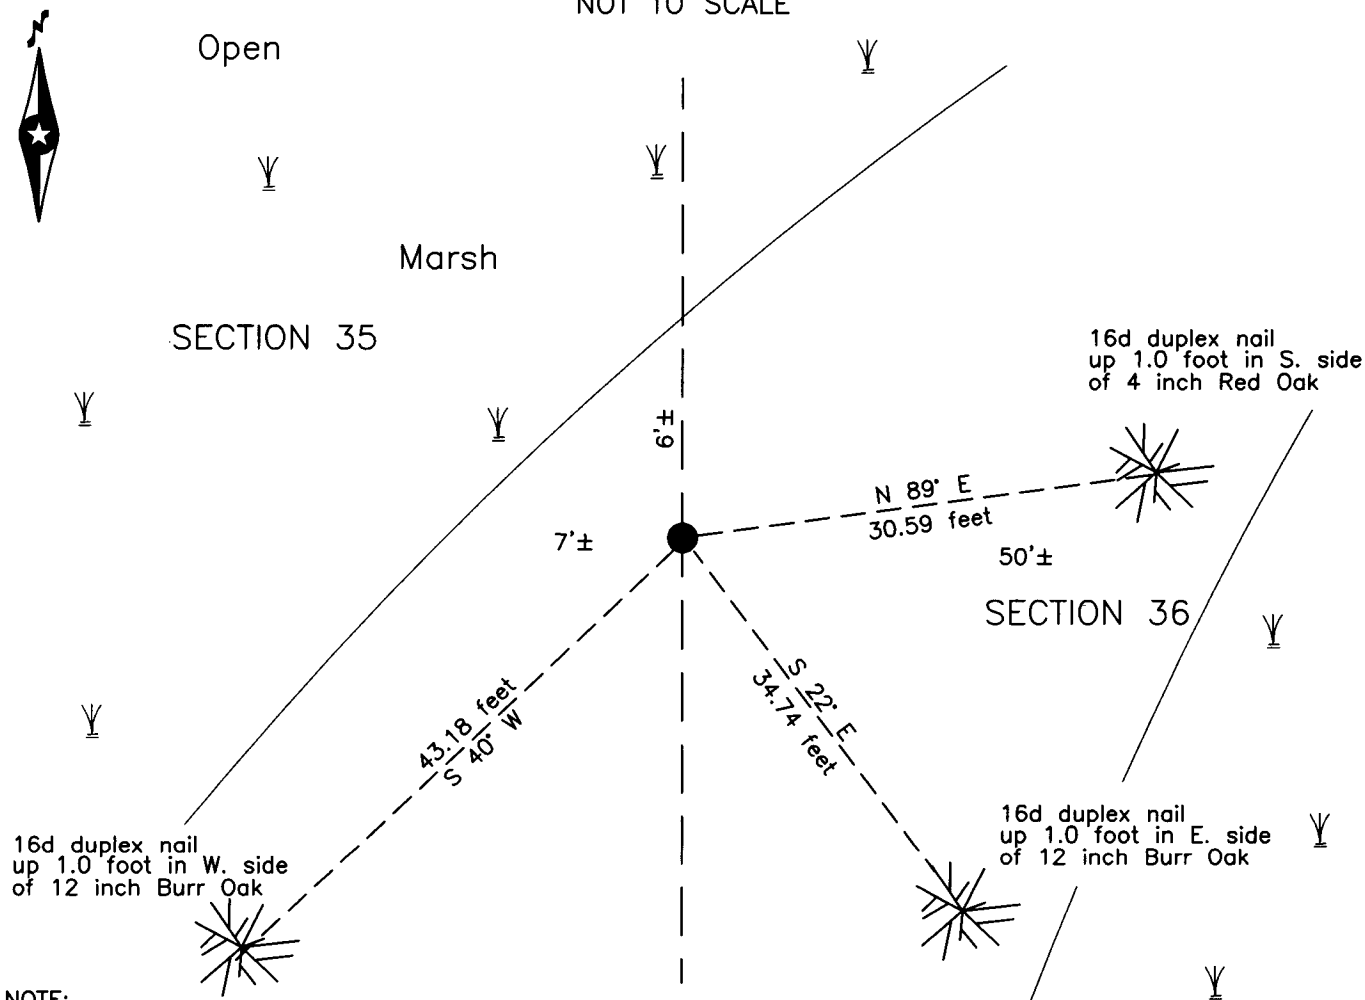 NOT TO SCALE
N
Open
Marsh
SECTION 35
16d duplex nail
up 1.0 foot in S. side
of 4 inch Red Oak
6'±
N 89° E
30.59 feet
7'±
50'±
SECTION 36
S 22° E
34.74 feet
43.18 feet
S 40° W
16d duplex nail
up 1.0 foot in E. side
of 12 inch Burr Oak
16d duplex nail
up 1.0 foot in W. side
of 12 inch Burr Oak
NOTE: